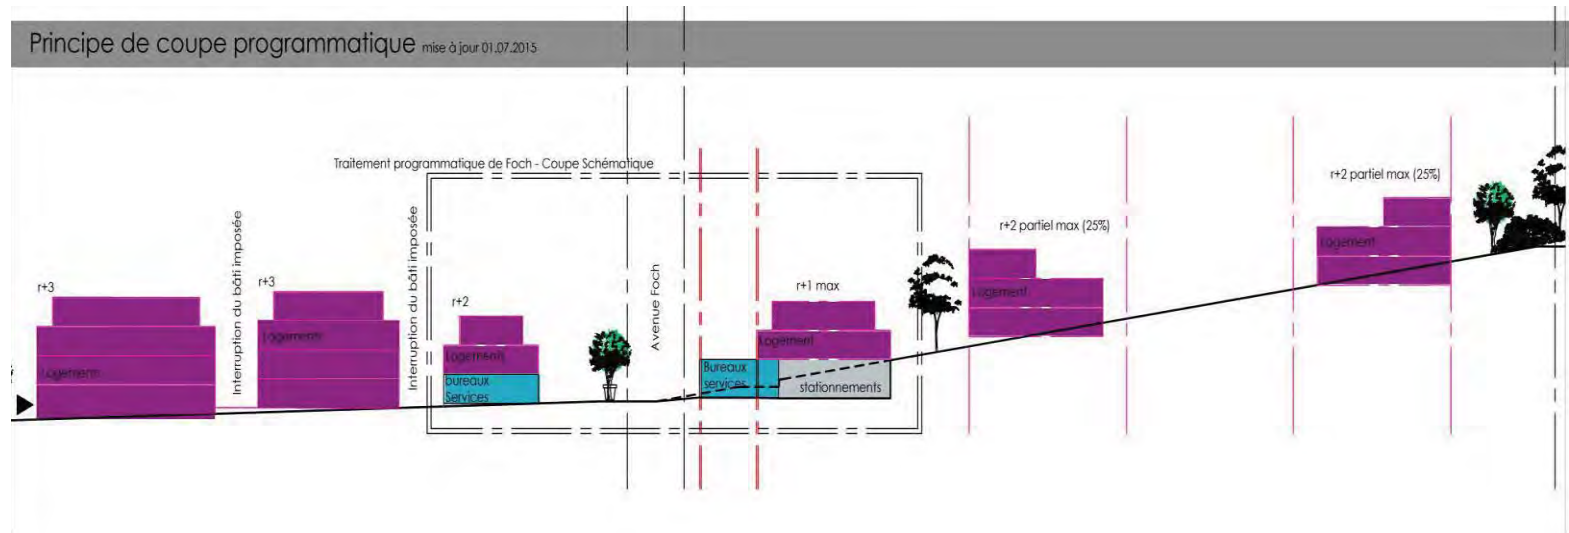 Principe de coupe programmatique mise à jour 01.07.2015
Traitement programmatique de Foch - Coupe Schématique
r+3
Logements
Interruption du bâti imposée
r+3
Logements
Interruption du bâti imposée
r+2
Logements
bureaux
Services
Avenue Foch
Bureaux
services
r+1 max
Logement
stationnements
r+2 partiel max (25%)
Logement
r+2 partiel max (25%)
Logement